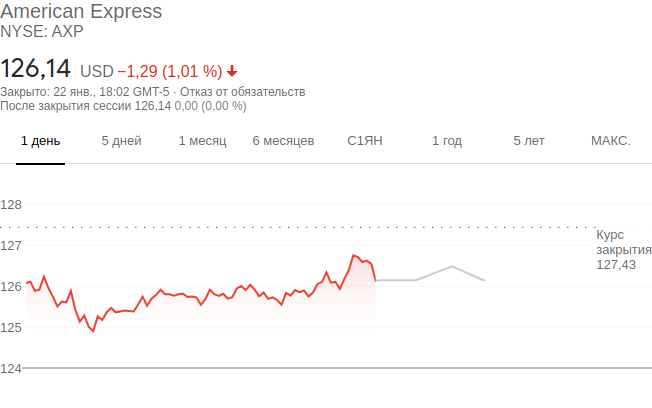 American Express
NYSE: AXP
126,14 USD −1,29 (1,01 %)
Закрыто: 22 янв., 18:02 GMT-5 · Отказ от обязательств
После закрытия сессии 126,14 0,00 (0,00 %)
1 день 5 дней 1 месяц 6 месяцев С1ЯН 1 год 5 лет МАКС.
128
Курс
закрытия
127,43
127
126
125
124